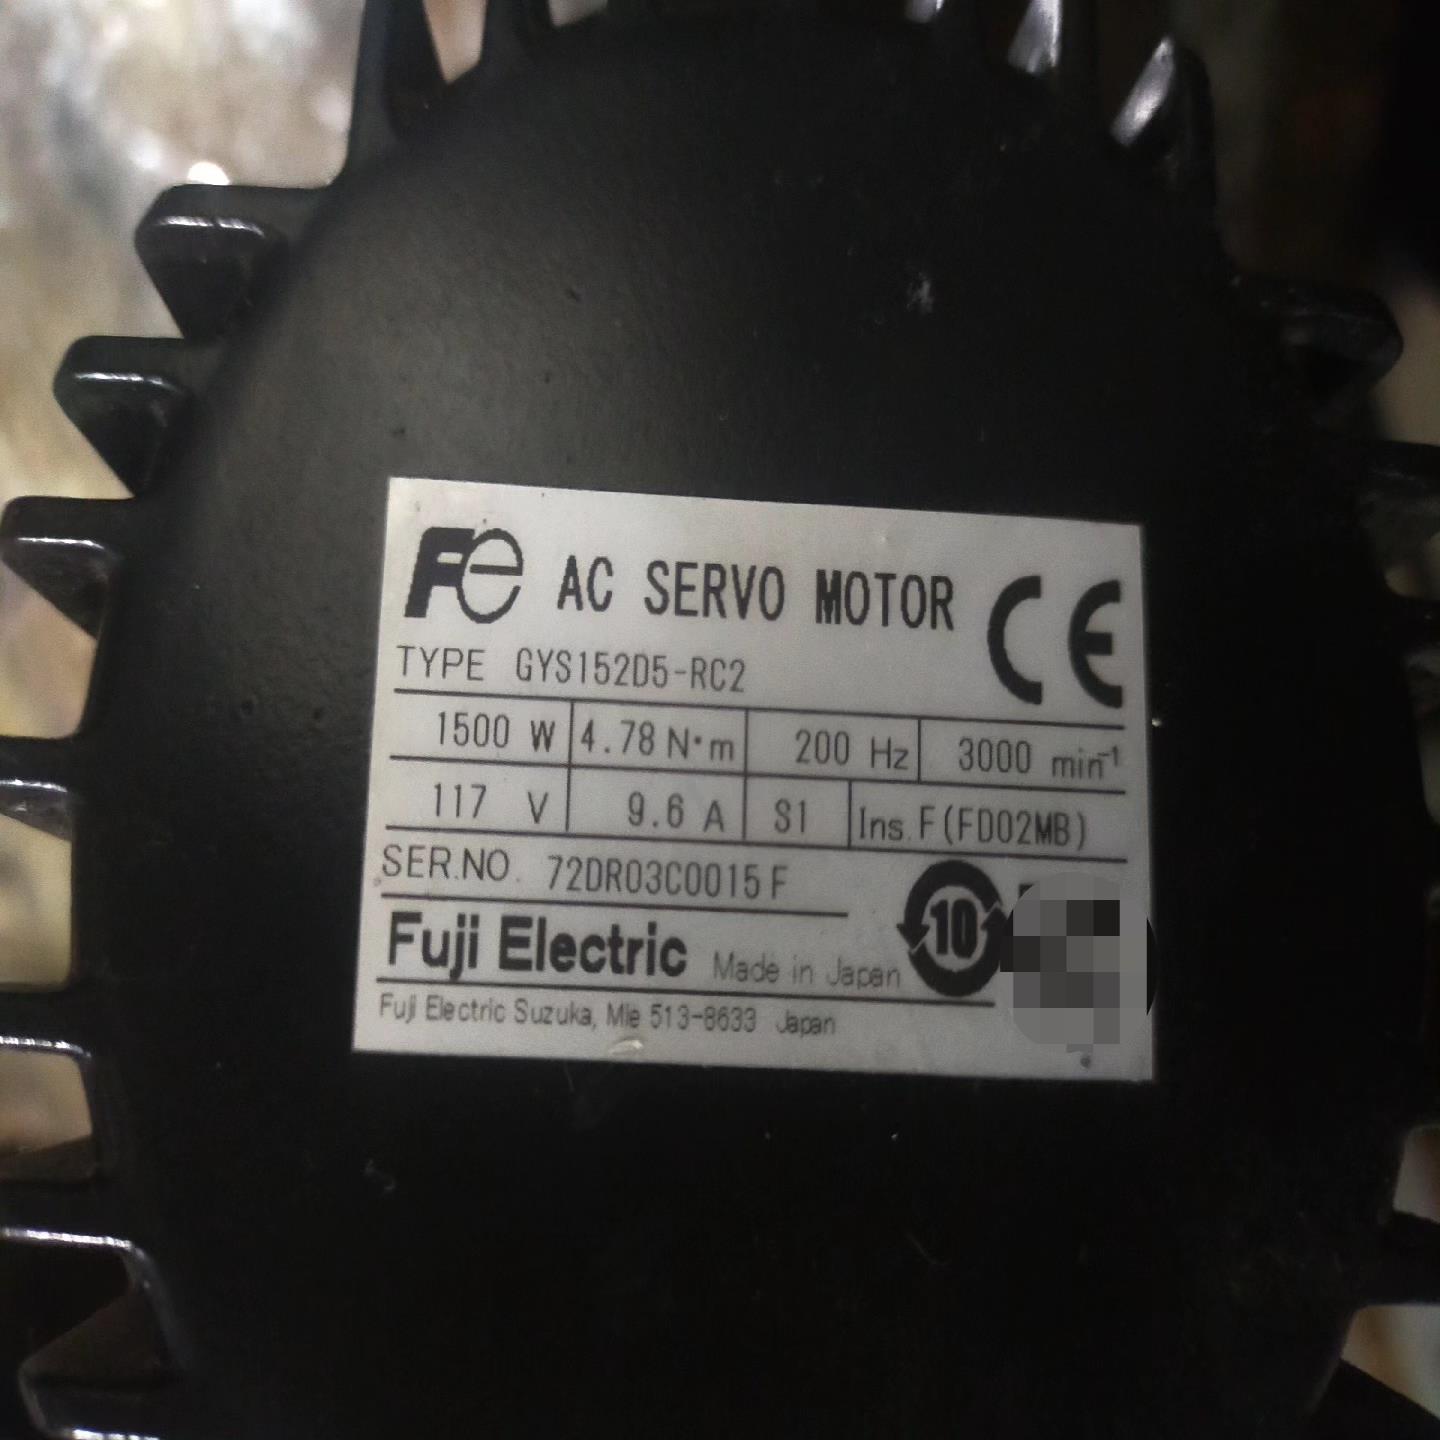 Fe AC SERVO MOTOR CE
TYPE GYS152D5-RC2
1500 W 4.78 N·m 200 Hz 3000 min⁻¹
117 V 9.6 A S1 Ins. F(FD02MB)
SER.NO. 72DR03C0015F
10
Fuji Electric Made in Japan
Fuji Electric Suzuka, Mie 513-8633 Japan